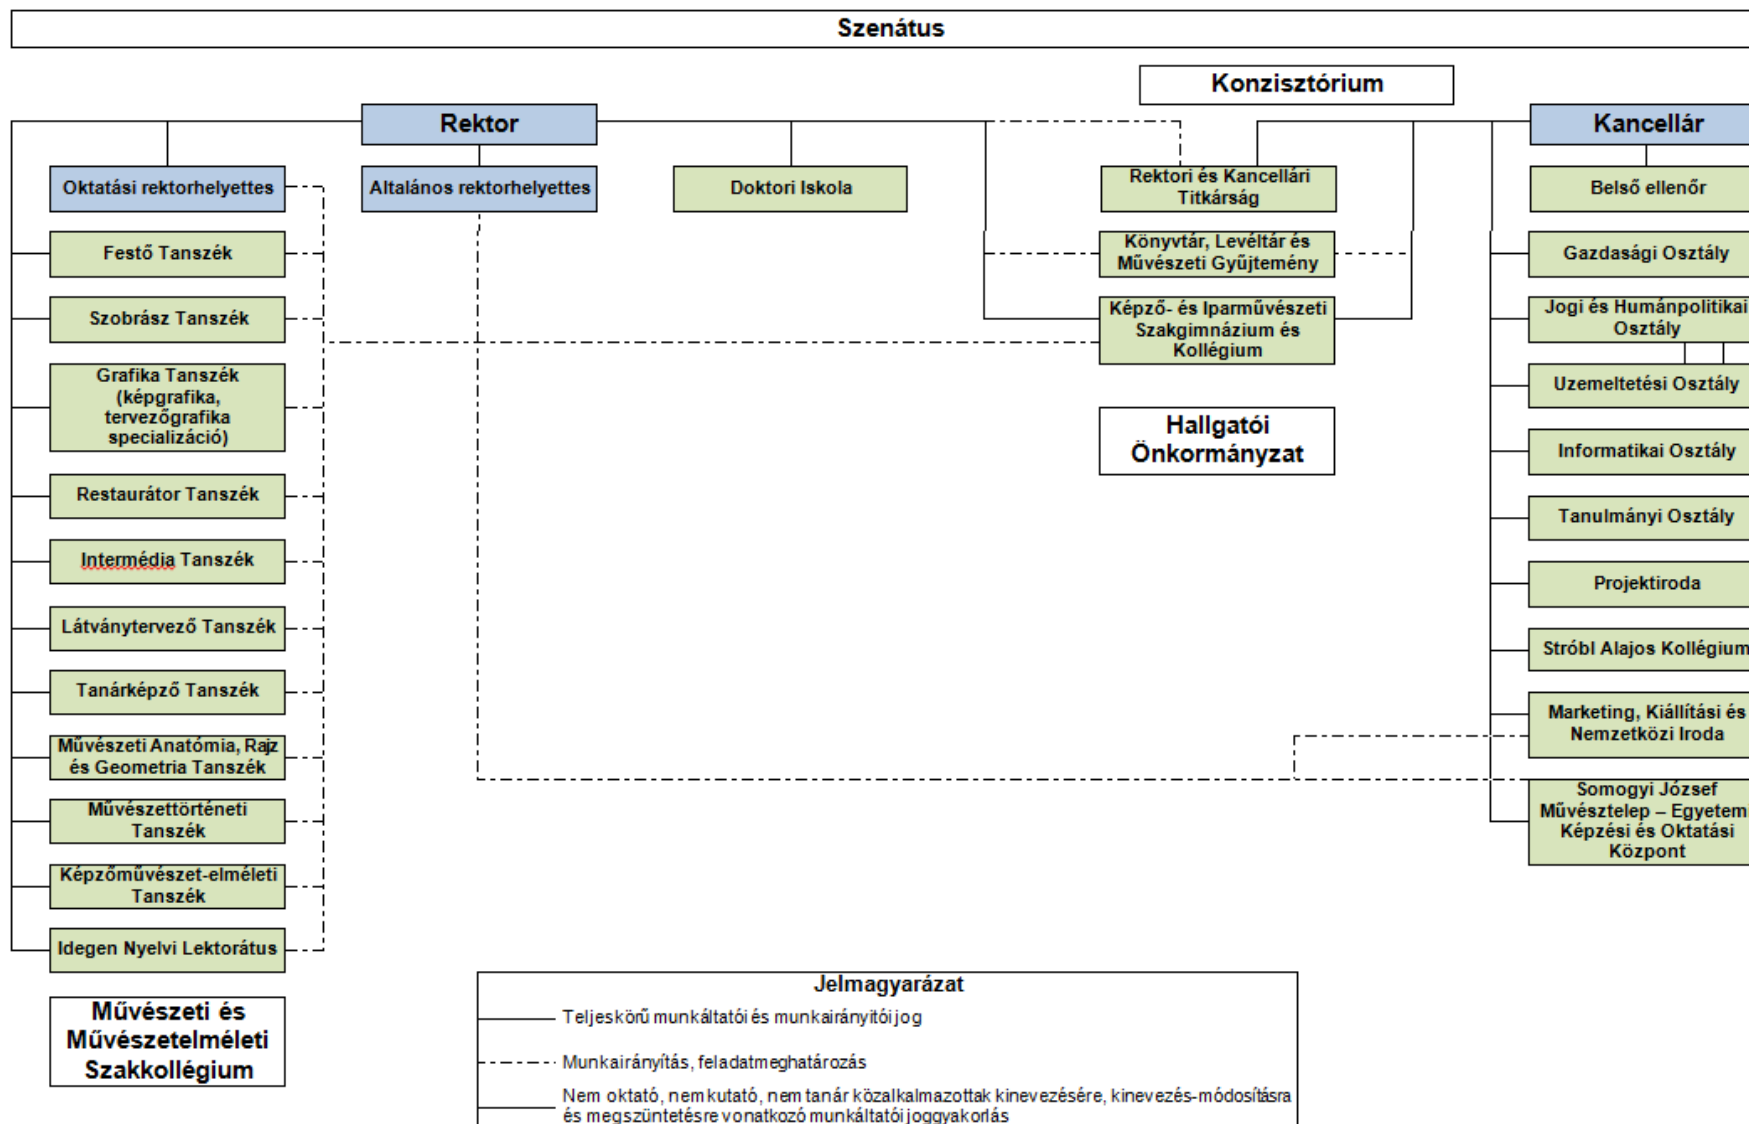 Szenátus
Konzisztórium
Rektor
Kancellár
Oktatási rektorhelyettes
Altalános rektorhelyettes
Doktori Iskola
Rektori és Kancellári
Titkárság
Belső ellenőr
Festő Tanszék
Könyvtár, Levéltár és
Művészeti Gyűjtemény
Gazdasági Osztály
Szobrász Tanszék
Képző- és Iparművészeti
Szakgimnázium és
Kollégium
Jogi és Humánpolitikai
Osztály
Grafika Tanszék
(képgrafika,
tervezőgrafika
specializáció)
Uzemeltetési Osztály
Hallgatói
Önkormányzat
Informatikai Osztály
Restaurátor Tanszék
Tanulmányi Osztály
Intermédia Tanszék
Projektiroda
Látványtervező Tanszék
Stróbl Alajos Kollégium
Tanárképző Tanszék
Marketing, Kiállítási és
Nemzetközi Iroda
Művészeti Anatómia, Rajz
és Geometria Tanszék
Művészettörténeti
Tanszék
Somogyi József
Művésztelep – Egyetem
Képzési és Oktatási
Központ
Képzőművészet-elméleti
Tanszék
Idegen Nyelvi Lektorátus
Művészeti és
Művészetelméleti
Szakkollégium
Jelmagyarázat
Teljeskörű munkáltatói és munkairányitói jog
Munkairányítás, feladatmeghatározás
Nem oktató, nem kutató, nem tanár közalkalmazottak kinevezésére, kinevezés-módosításra
és megszüntetésre vonatkozó munkáltatói joggyakorlás